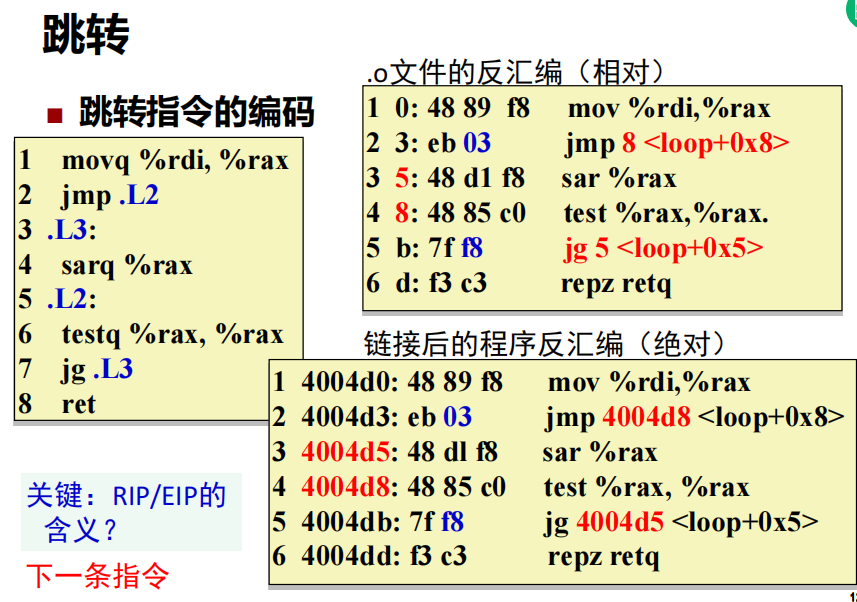 跳转
■ 跳转指令的编码
1 movq %rdi, %rax
2 jmp .L2
3 .L3:
4 sarq %rax
5 .L2:
6 testq %rax, %rax
7 jg .L3
8 ret
.o文件的反汇编（相对）
1 0: 48 89 f8 mov %rdi,%rax
2 3: eb 03 jmp 8 <loop+0x8>
3 5: 48 d1 f8 sar %rax
4 8: 48 85 c0 test %rax,%rax.
5 b: 7f f8 jg 5 <loop+0x5>
6 d: f3 c3 repz retq
链接后的程序反汇编（绝对）
1 4004d0: 48 89 f8 mov %rdi,%rax
2 4004d3: eb 03 jmp 4004d8 <loop+0x8>
3 4004d5: 48 dl f8 sar %rax
4 4004d8: 48 85 c0 test %rax, %rax
5 4004db: 7f f8 jg 4004d5 <loop+0x5>
6 4004dd: f3 c3 repz retq
关键：RIP/EIP的
含义？
下一条指令